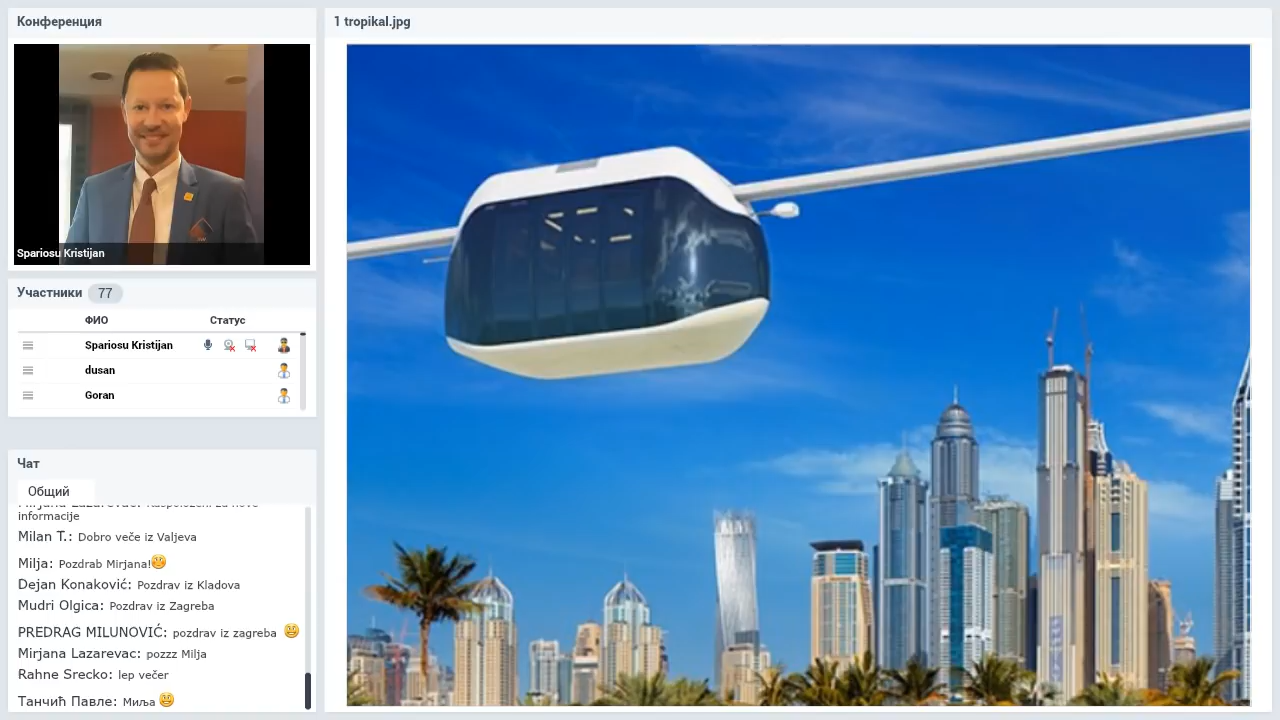 Конференция
Spariosu Kristijan
Участники 77
ФИО Статус
Spariosu Kristijan
dusan
Goran
Чат
Общий
informacije
Milan T.: Dobro veče iz Valjeva
Milja: Pozdrab Mirjana!
Dejan Konaković: Pozdrav iz Kladova
Mudri Olgica: Pozdrav iz Zagreba
PREDRAG MILUNOVIĆ: pozdrav iz zagreba
Mirjana Lazarevac: pozzz Milja
Rahne Srecko: lep večer
Танчић Павле: Миља
1 tropikal.jpg